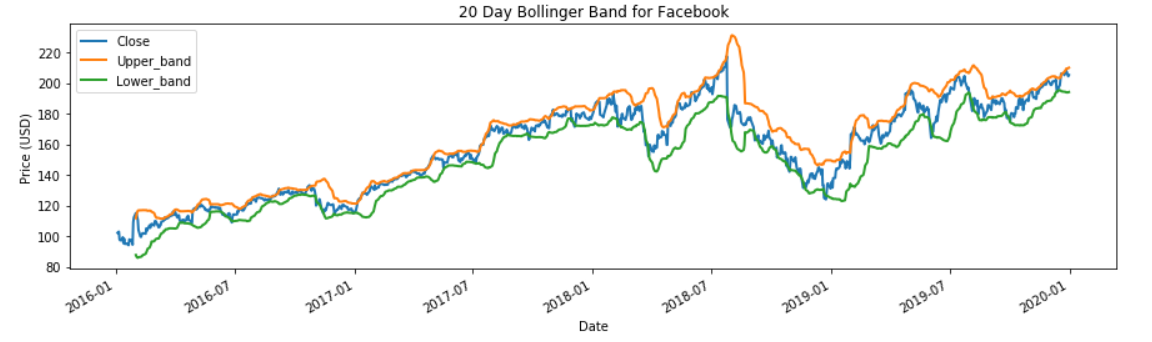 20 Day Bollinger Band for Facebook
Close
Upper_band
Lower_band
220
200
180
160
140
120
100
80
Price (USD)
2016-01
2016-07
2017-01
2017-07
2018-01
2018-07
2019-01
2019-07
2020-01
Date